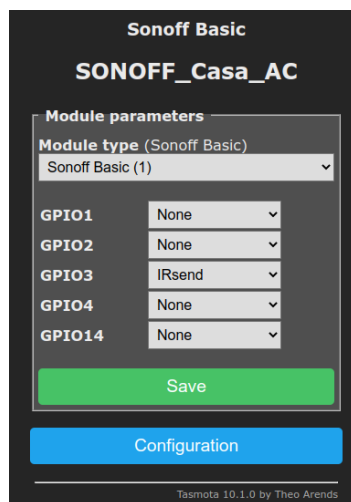 Sonoff Basic
SONOFF_Casa_AC
Module parameters
Module type (Sonoff Basic)
Sonoff Basic (1)
GPIO1 None
GPIO2 None
GPIO3 IRsend
GPIO4 None
GPIO14 None
Save
Configuration
Tasmota 10.1.0 by Theo Arends